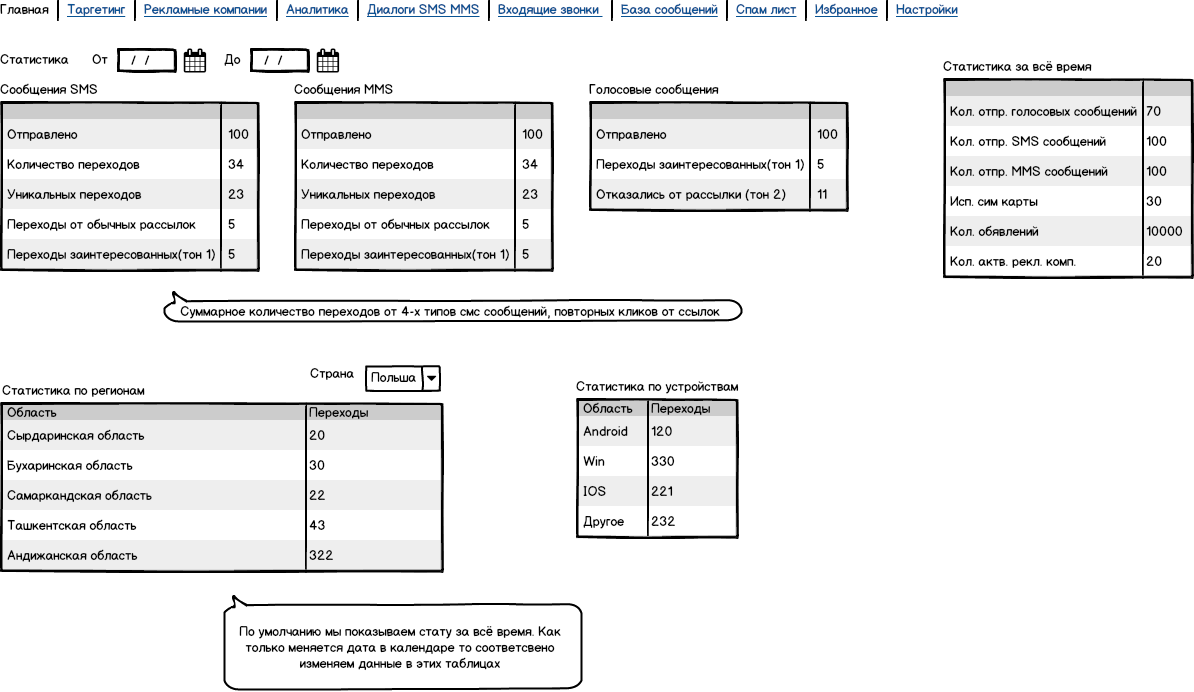 Главная Таргетинг Рекламные компании Аналитика Диалоги SMS MMS Входящие звонки База сообщений Спам лист Избранное Настройки
Статистика От / / До / /
Сообщения SMS
Отправлено 100
Количество переходов 34
Уникальных переходов 23
Переходы от обычных рассылок 5
Переходы заинтересованных(тон 1) 5
Сообщения MMS
Отправлено 100
Количество переходов 34
Уникальных переходов 23
Переходы от обычных рассылок 5
Переходы заинтересованных(тон 1) 5
Голосовые сообщения
Отправлено 100
Переходы заинтересованных(тон 1) 5
Отказались от рассылки (тон 2) 11
Статистика за всё время
Кол. отпр. голосовых сообщений 70
Кол. отпр. SMS сообщений 100
Кол. отпр. MMS сообщений 100
Исп. сим карты 30
Кол. обявлений 10000
Кол. актв. рекл. комп. 20
Суммарное количество переходов от 4-х типов смс сообщений, повторных кликов от ссылок
Страна Польша
Статистика по регионам
Область Переходы
Сырдаринская область 20
Бухаринская область 30
Самаркандская область 22
Ташкентская область 43
Андижанская область 322
Статистика по устройствам
Область Переходы
Android 120
Win 330
IOS 221
Другое 232
По умолчанию мы показываем стату за всё время. Как
только меняется дата в календаре то соответсвено
изменяем данные в этих таблицах